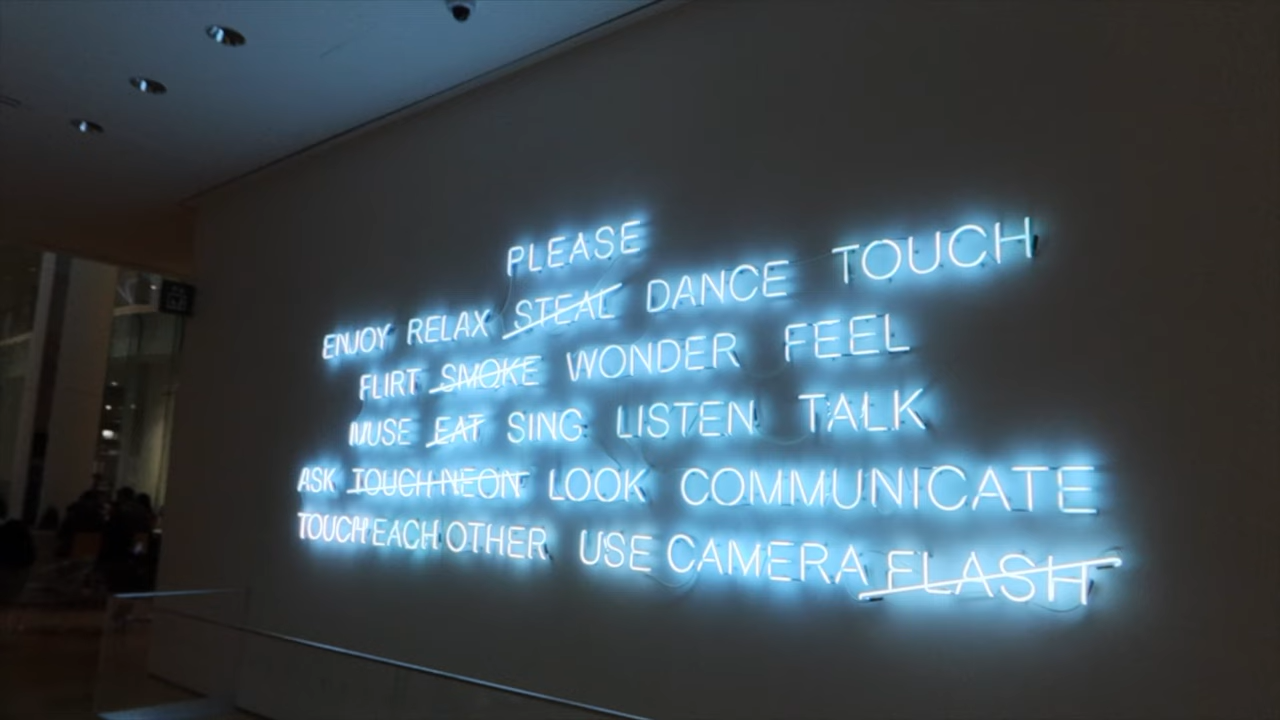 PLEASE
ENJOY RELAX STEAL DANCE TOUCH
FLIRT SMOKE WONDER FEEL
MUSE EAT SING LISTEN TALK
ASK TOUCH NEON LOOK COMMUNICATE
TOUCH EACH OTHER USE CAMERA FLASH